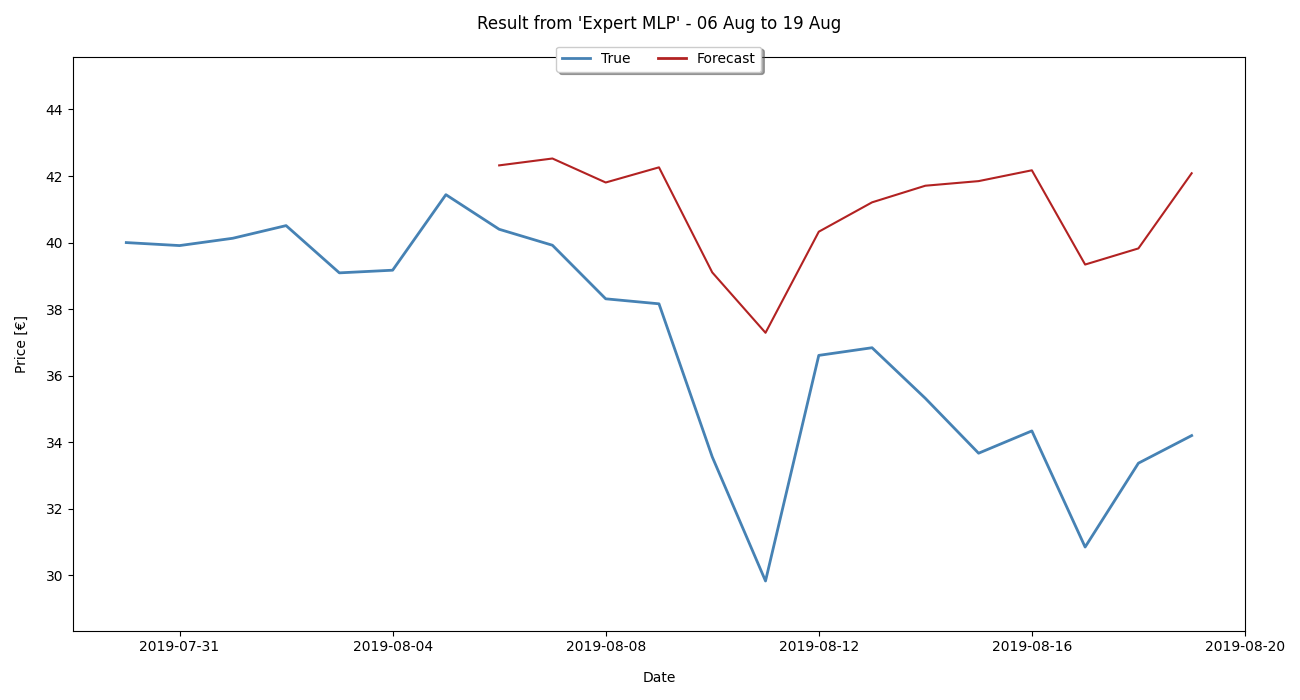 Result from 'Expert MLP' - 06 Aug to 19 Aug
True Forecast
44
42
40
38
36
34
32
30
Price [€]
2019-07-31 2019-08-04 2019-08-08 2019-08-12 2019-08-16 2019-08-20
Date